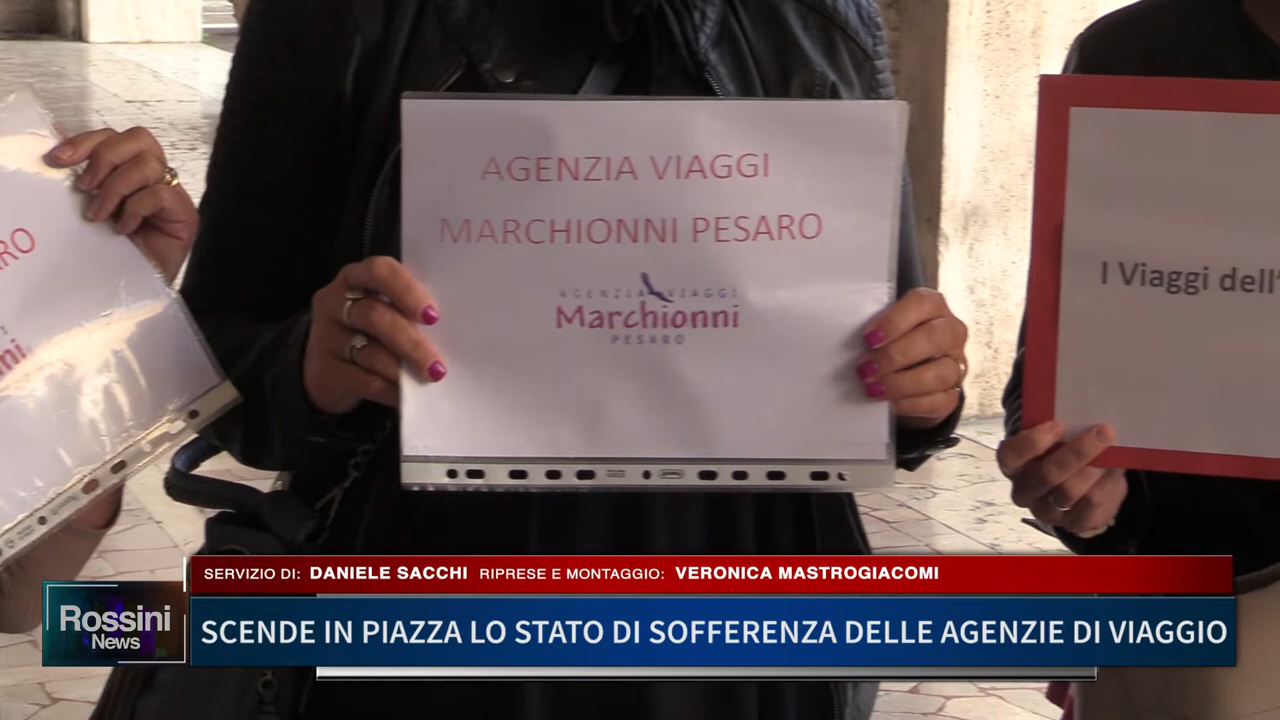 AGENZIA VIAGGI
MARCHIONNI PESARO
AGENZIA VIAGGI
Marchionni
PESARO
I Viaggi dell'
SERVIZIO DI: DANIELE SACCHI RIPRESE E MONTAGGIO: VERONICA MASTROGIACOMI
Rossini
News
SCENDE IN PIAZZA LO STATO DI SOFFERENZA DELLE AGENZIE DI VIAGGIO